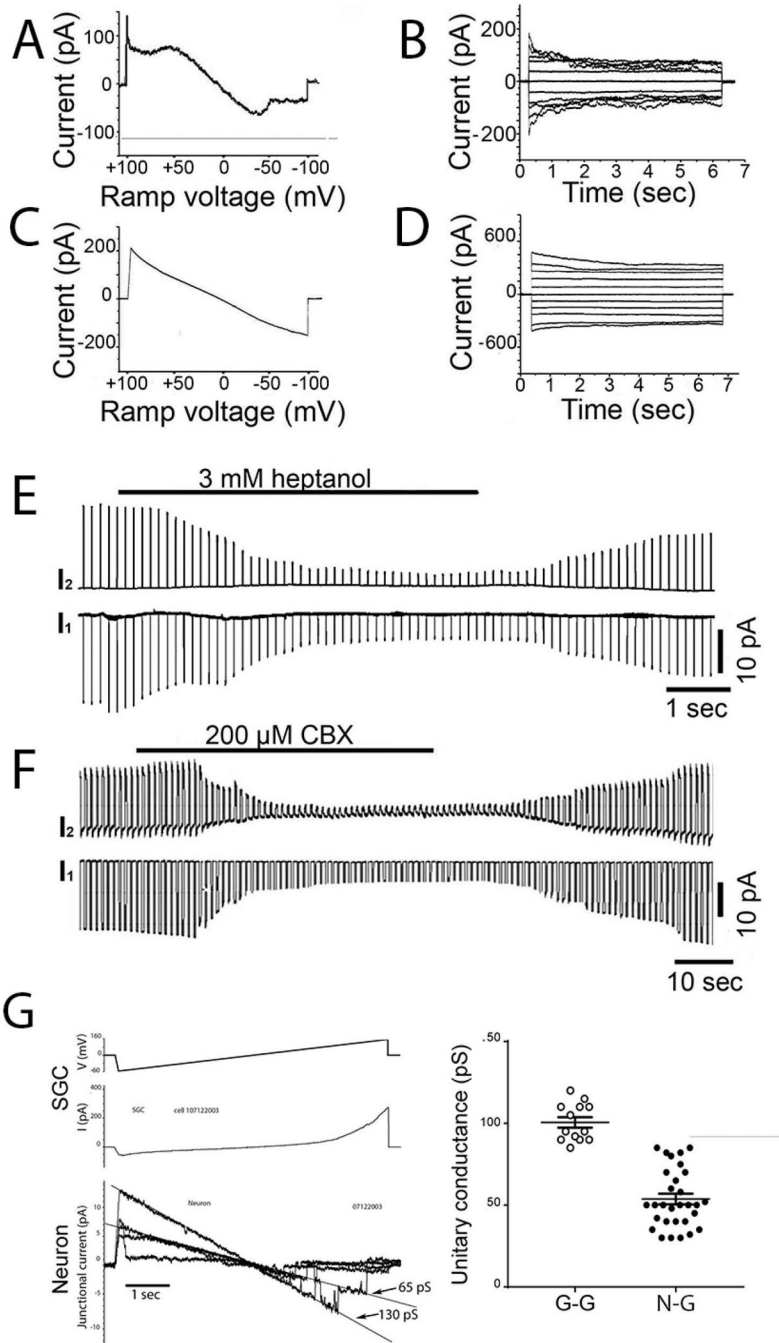 A
Current (pA)
100
0
-100
+100 +50 0 -50 -100
Ramp voltage (mV)
B
Current (pA)
200
0
-200
0 1 2 3 4 5 6 7
Time (sec)
C
Current (pA)
200
0
-200
+100 +50 0 -50 -100
Ramp voltage (mV)
D
Current (pA)
600
0
-600
0 1 2 3 4 5 6 7
Time (sec)
E
3 mM heptanol
I2
I1
10 pA
1 sec
F
200 µM CBX
I2
I1
10 pA
10 sec
G
SGC
V (mV)
160
0
-60
I (pA)
400
200
0
SGC cell 107122003
Neuron
Junctional current (pA)
10
5
0
-5
-10
Neuron 07122003
1 sec
65 pS
130 pS
Unitary conductance (pS)
.50
100
50
0
G-G N-G